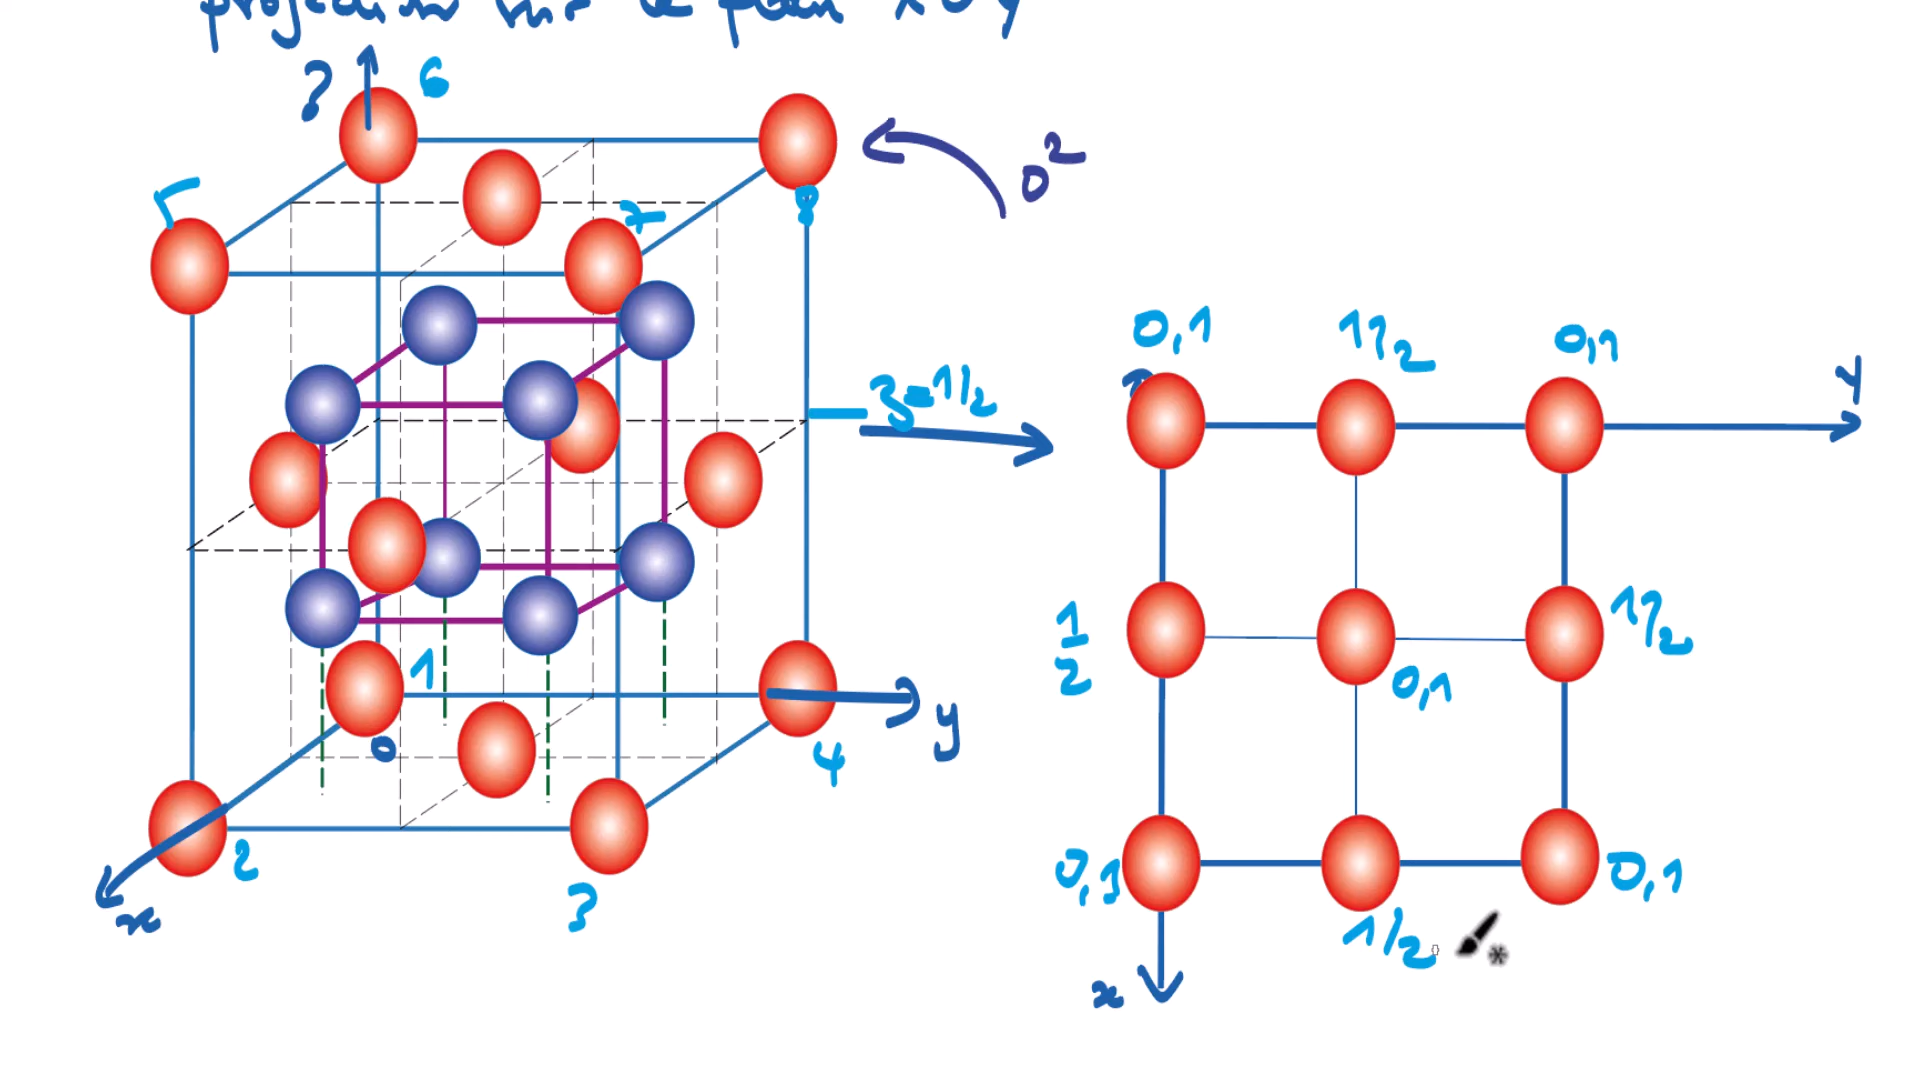 projection sur le plan xOy
z 6
5 7 8
O²
z=1/2
1
0
y
4
2
x
3
0,1 1/2 0,1
y
1/2 1/2
0,1
0,1 0,1
1/2
x